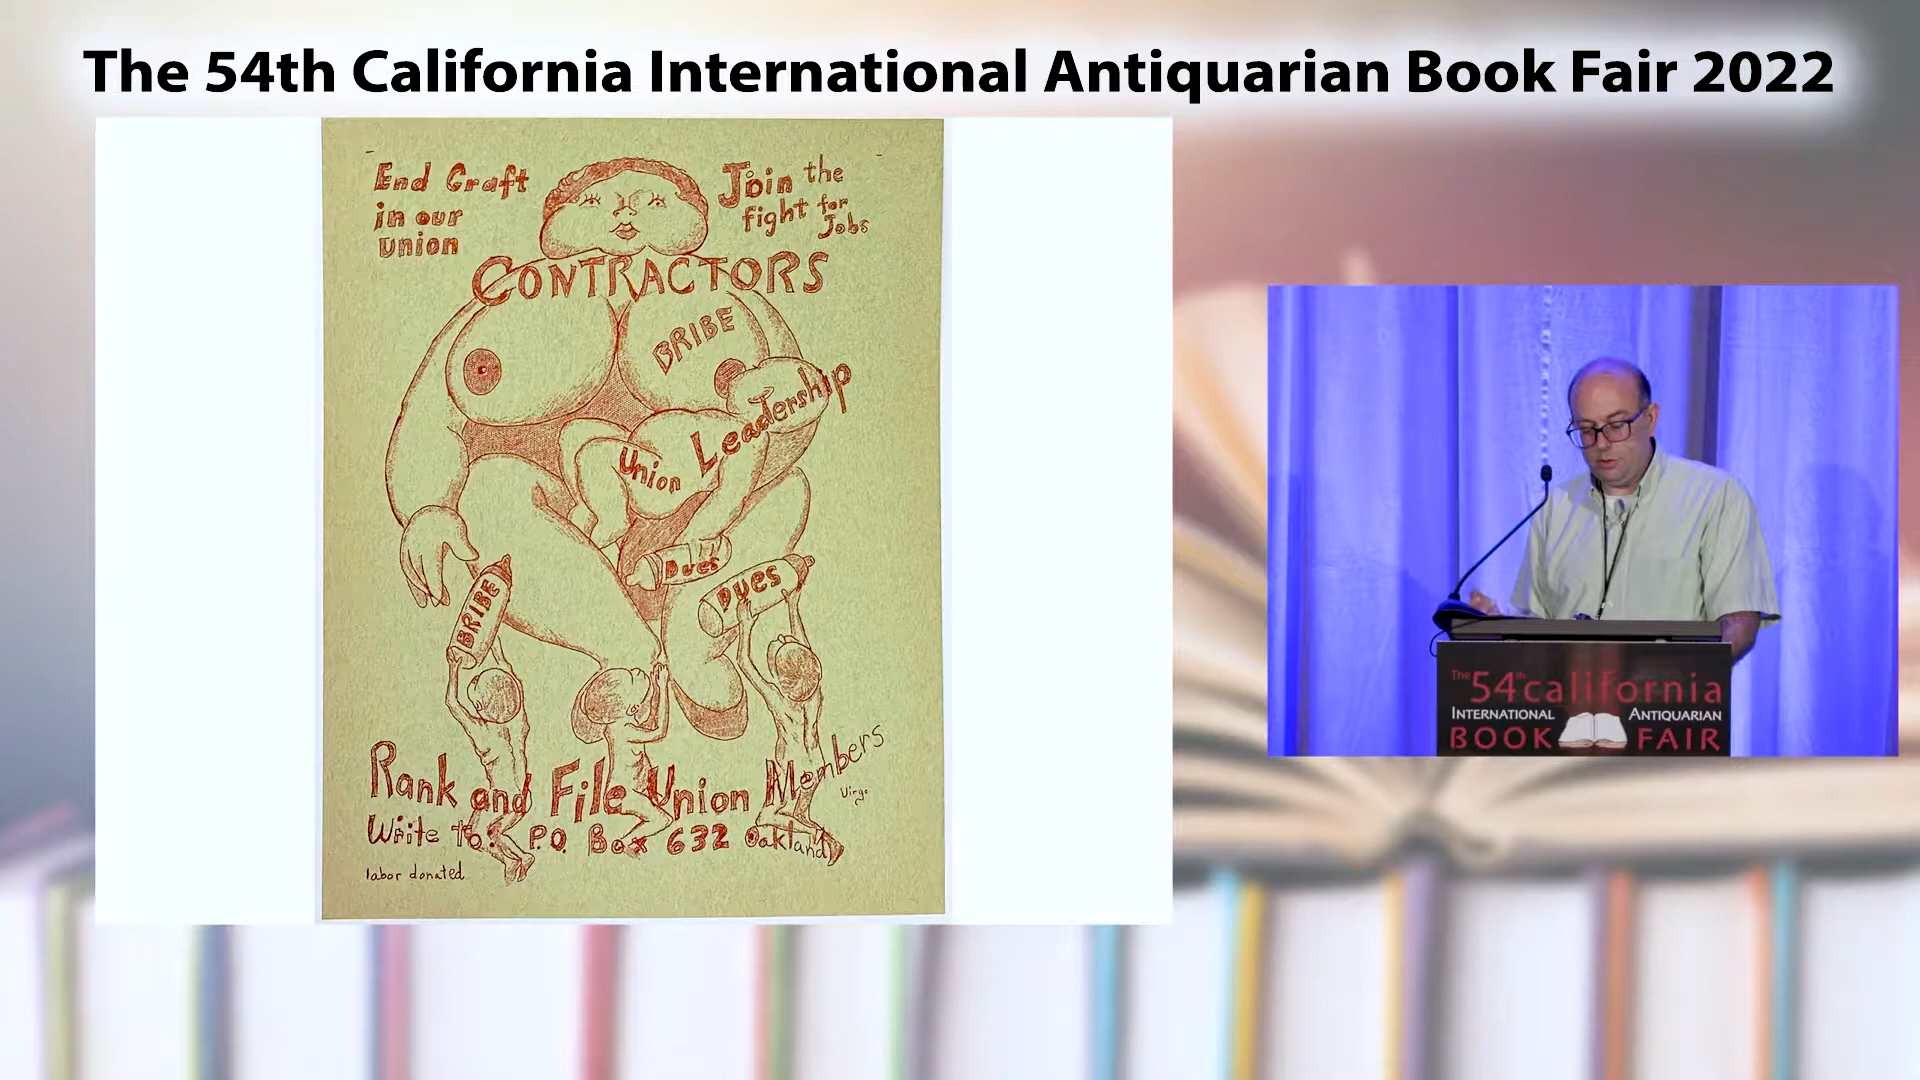 The 54th California International Antiquarian Book Fair 2022
End Graft
in our
union
Join the
fight for
Jobs
CONTRACTORS
BRIBE
Union Leadership
Dues
DUES
BRIBE
Rank and File Union Members
Virgo
Write to: P.O. Box 632 Oakland
labor donated
The 54th california
INTERNATIONAL ANTIQUARIAN
BOOK FAIR